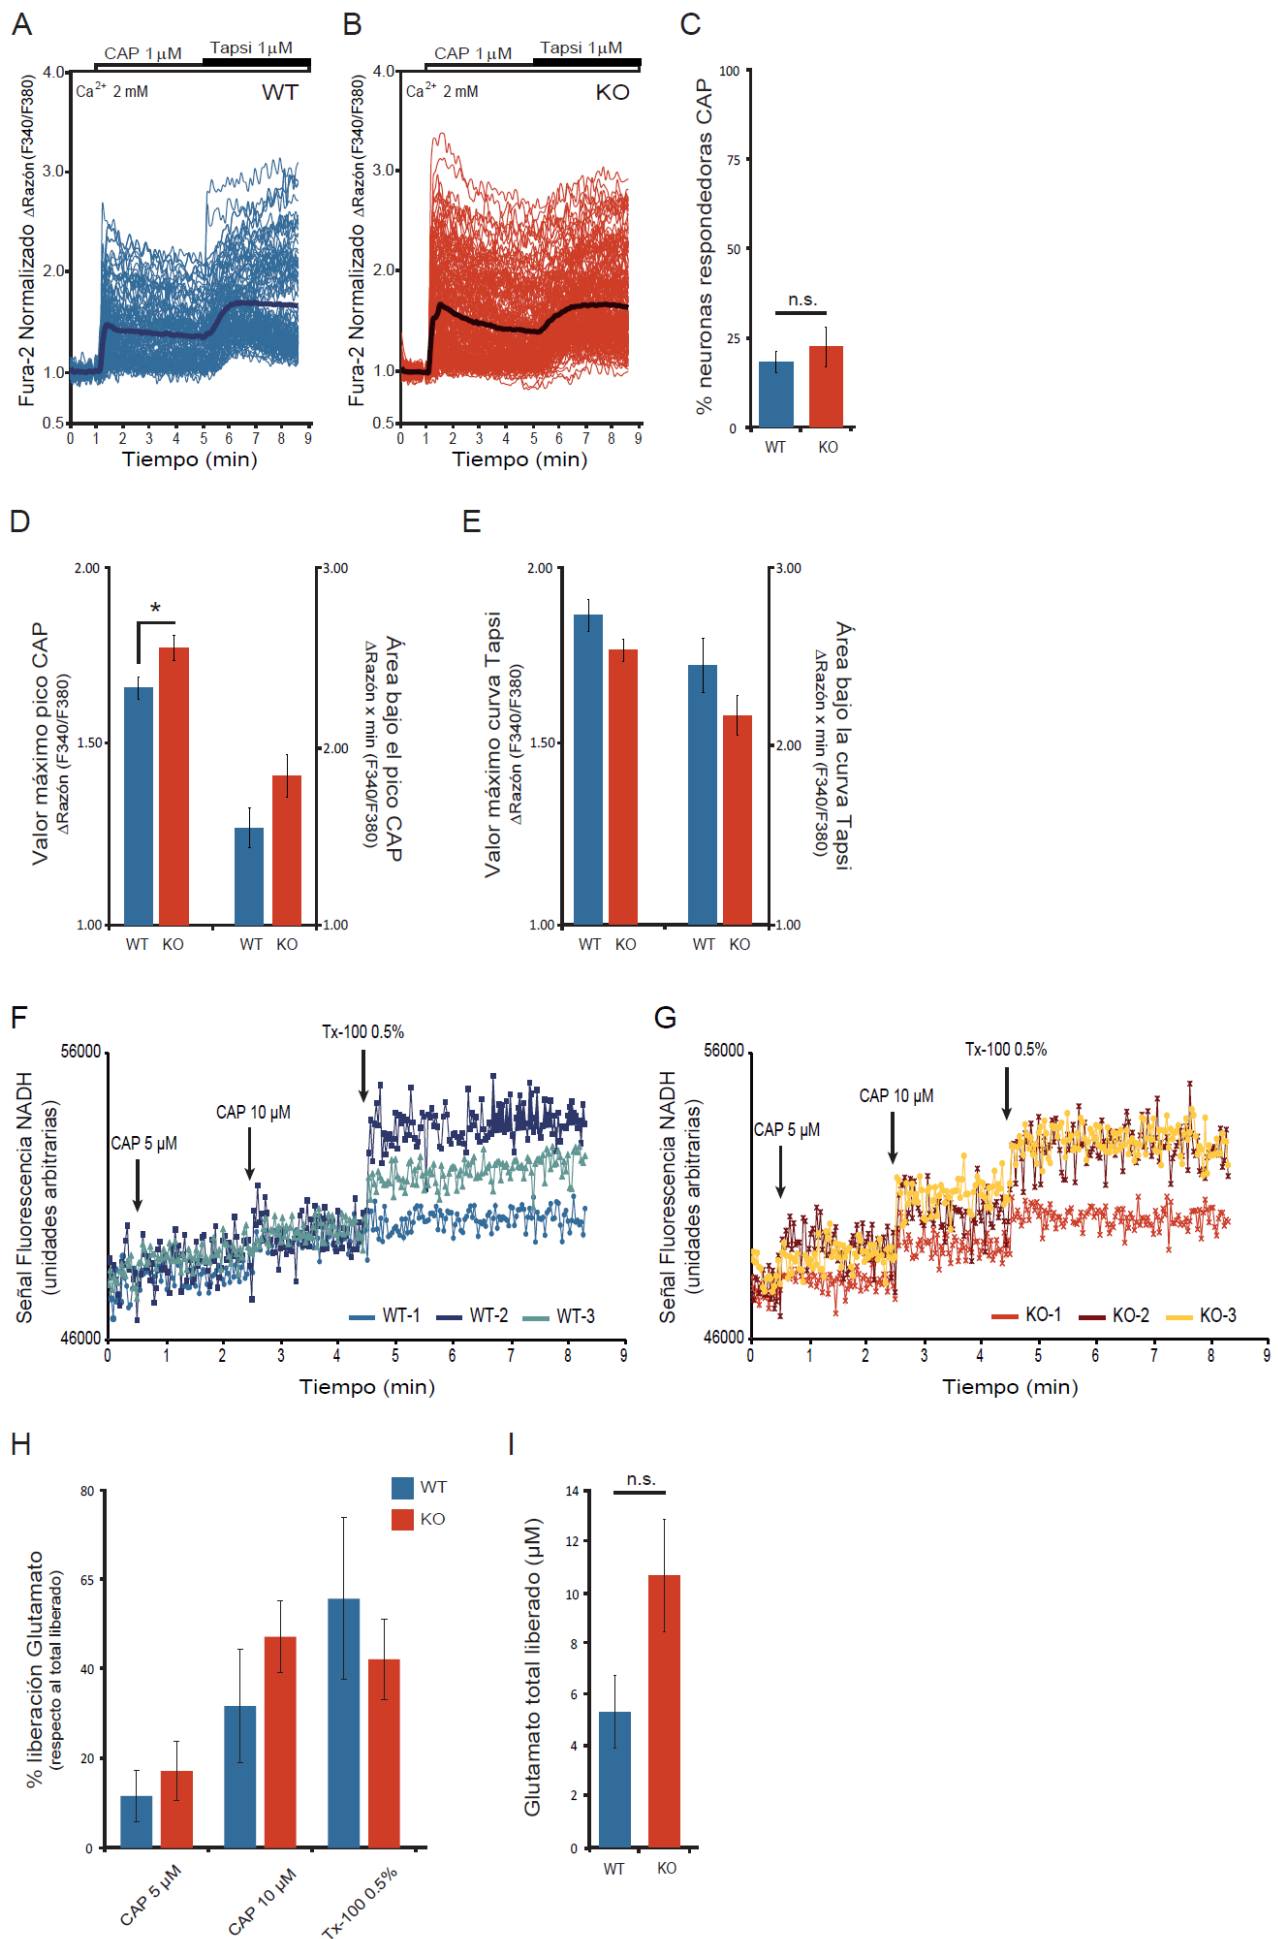 A
CAP 1µM
Tapsi 1µM
Ca²⁺ 2 mM
WT
Fura-2 Normalizado ΔRazón (F340/F380)
4.0
3.0
2.0
1.0
0.5
0 1 2 3 4 5 6 7 8 9
Tiempo (min)
B
CAP 1µM
Tapsi 1µM
Ca²⁺ 2 mM
KO
Fura-2 Normalizado ΔRazón (F340/F380)
4.0
3.0
2.0
1.0
0.5
0 1 2 3 4 5 6 7 8 9
Tiempo (min)
C
% neuronas respondedoras CAP
100
75
50
25
0
n.s.
WT KO
D
Valor máximo pico CAP
ΔRazón (F340/F380)
2.00
1.50
1.00
*
3.00
2.00
1.00
Área bajo el pico CAP
ΔRazón x min (F340/F380)
WT KO WT KO
E
Valor máximo curva Tapsi
ΔRazón (F340/F380)
2.00
1.50
1.00
3.00
2.00
1.00
Área bajo la curva Tapsi
ΔRazón x min (F340/F380)
WT KO WT KO
F
Señal Fluorescencia NADH
(unidades arbitrarias)
56000
46000
CAP 5 µM
CAP 10 µM
Tx-100 0.5%
WT-1 WT-2 WT-3
0 1 2 3 4 5 6 7 8 9
Tiempo (min)
G
Señal Fluorescencia NADH
(unidades arbitrarias)
56000
46000
CAP 5 µM
CAP 10 µM
Tx-100 0.5%
KO-1 KO-2 KO-3
0 1 2 3 4 5 6 7 8 9
Tiempo (min)
H
% liberación Glutamato
(respecto al total liberado)
80
65
40
20
0
WT
KO
CAP 5 µM
CAP 10 µM
Tx-100 0.5%
I
Glutamato total liberado (µM)
14
12
10
8
6
4
2
0
n.s.
WT KO